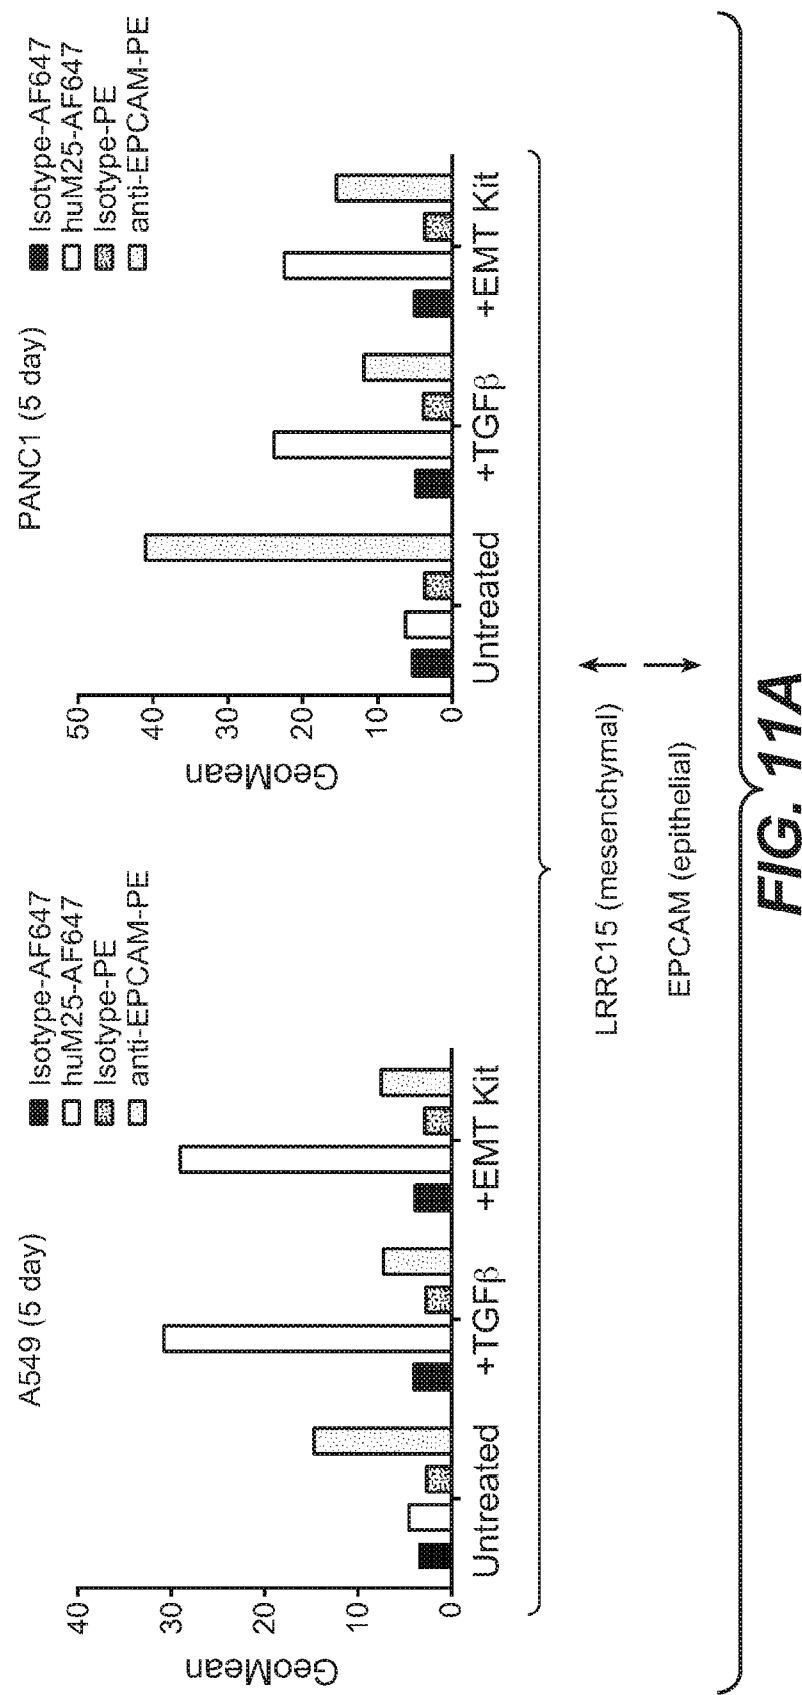 A549 (5 day)
Isotype-AF647
huM25-AF647
Isotype-PE
anti-EPCAM-PE
GeoMean
40
30
20
10
0
Untreated
+TGFβ
+EMT Kit
PANC1 (5 day)
Isotype-AF647
huM25-AF647
Isotype-PE
anti-EPCAM-PE
GeoMean
50
40
30
20
10
0
Untreated
+TGFβ
+EMT Kit
LRRC15 (mesenchymal)
EPCAM (epithelial)
FIG. 11A